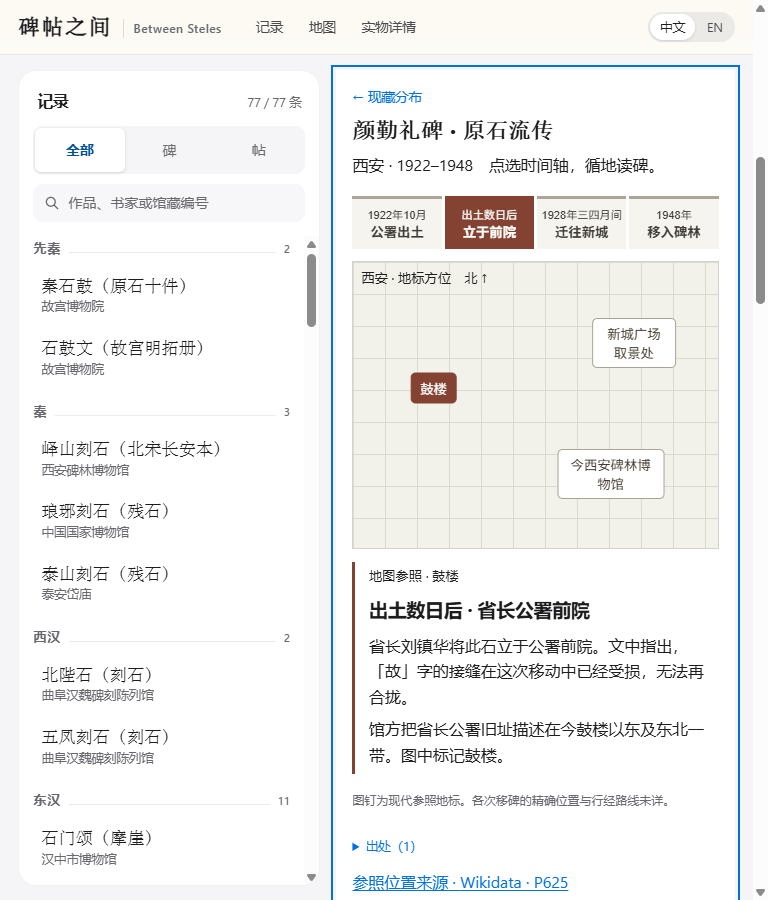 碑帖之间
Between Steles
记录
地图
实物详情
中文
EN
记录
77 / 77 条
全部
碑
帖
作品、书家或馆藏编号
先秦
2
秦石鼓（原石十件）
故宫博物院
石鼓文（故宫明拓册）
故宫博物院
秦
3
峄山刻石（北宋长安本）
西安碑林博物馆
琅邪刻石（残石）
中国国家博物馆
泰山刻石（残石）
泰安岱庙
西汉
2
北陛石（刻石）
曲阜汉魏碑刻陈列馆
五凤刻石（刻石）
曲阜汉魏碑刻陈列馆
东汉
11
石门颂（摩崖）
汉中市博物馆
← 现藏分布
颜勤礼碑 · 原石流传
西安 · 1922–1948　点选时间轴，循地读碑。
1922年10月
公署出土
出土数日后
立于前院
1928年三四月间
迁往新城
1948年
移入碑林
西安 · 地标方位　北 ↑
新城广场
取景处
鼓楼
今西安碑林博
物馆
地图参照 · 鼓楼
出土数日后 · 省长公署前院
省长刘镇华将此石立于公署前院。文中指出，
「故」字的接缝在这次移动中已经受损，无法再
合拢。
馆方把省长公署旧址描述在今鼓楼以东及东北一
带。图中标记鼓楼。
图钉为现代参照地标。各次移碑的精确位置与行经路线未详。
▶ 出处（1）
参照位置来源 · Wikidata · P625